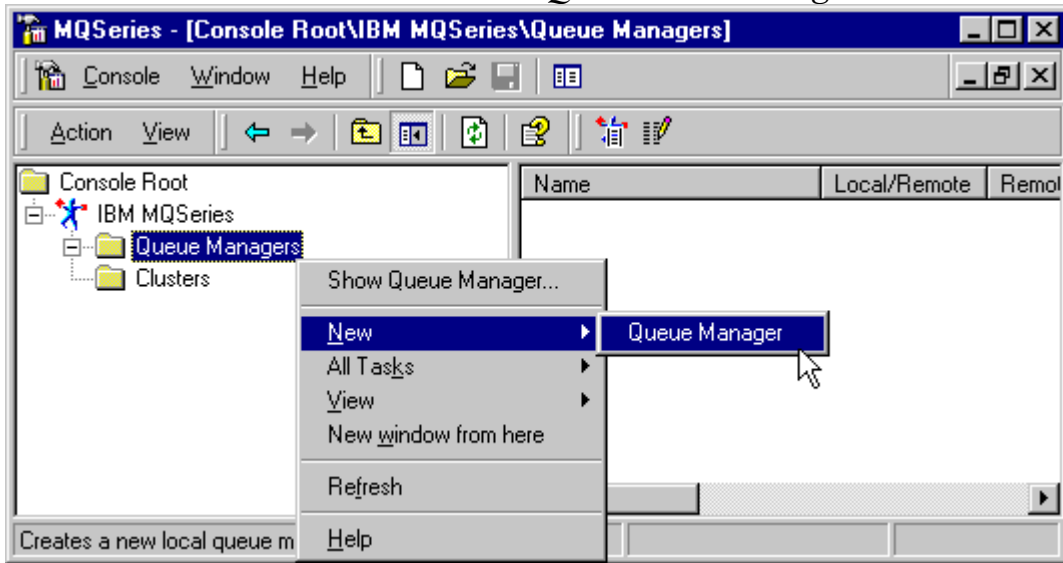 MQSeries - [Console Root\IBM MQSeries\Queue Managers]
Console Window Help
Action View
Console Root
IBM MQSeries
Queue Managers
Clusters
Name Local/Remote
Show Queue Manager...
New
Queue Manager
All Tasks
View
New window from here
Refresh
Help
Creates a new local queue m